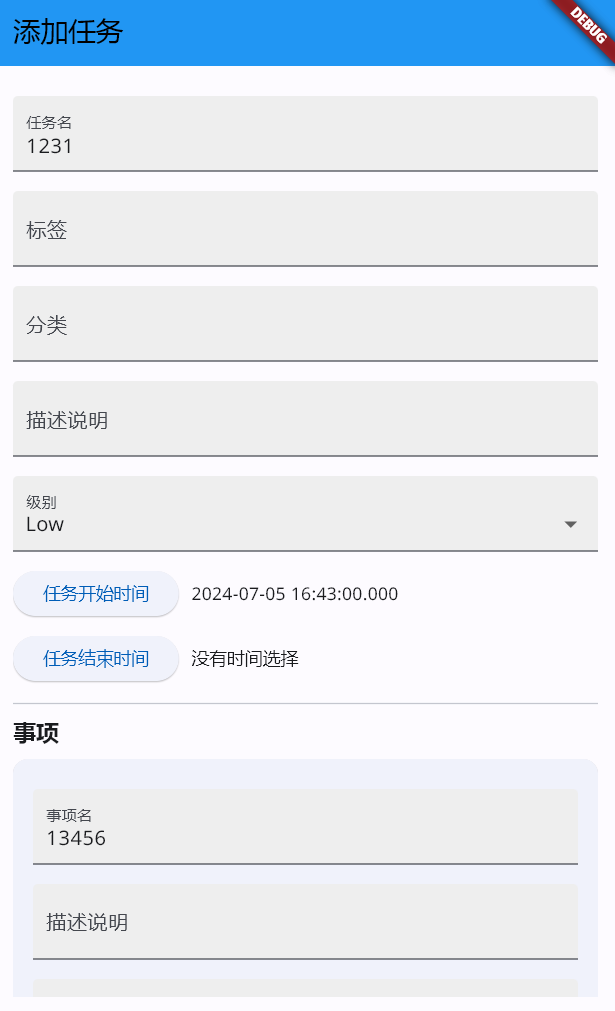 添加任务
DEBUG
任务名
1231
标签
分类
描述说明
级别
Low
任务开始时间 2024-07-05 16:43:00.000
任务结束时间 没有时间选择
事项
事项名
13456
描述说明